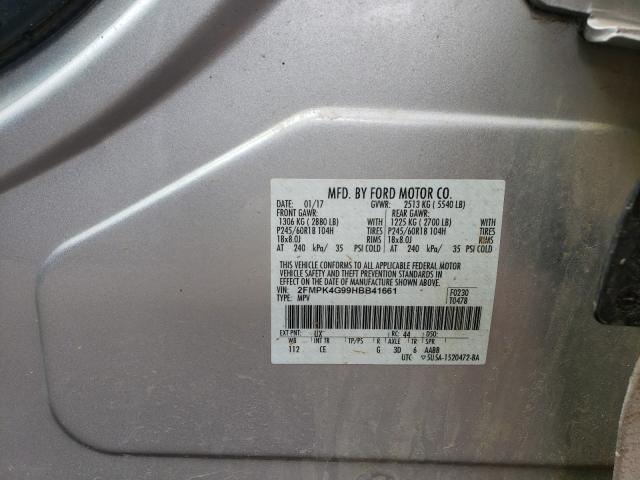 MFD. BY FORD MOTOR CO.
DATE: 01/17 GVWR: 2513 KG ( 5540 LB)
FRONT GAWR: REAR GAWR:
1306 KG ( 2880 LB) WITH 1225 KG ( 2700 LB) WITH
P245/60R18 104H TIRES P245/60R18 104H TIRES
18x8.0J RIMS 18x8.0J RIMS
AT 240 kPa/ 35 PSI COLD AT 240 kPa/ 35 PSI COLD
THIS VEHICLE CONFORMS TO ALL APPLICABLE FEDERAL MOTOR
VEHICLE SAFETY AND THEFT PREVENTION STANDARDS IN
EFFECT ON THE DATE OF MANUFACTURE SHOWN ABOVE.
VIN: 2FMPK4G99HBB41661 F0230
TYPE: MPV T0478
EXT PNT: UX RC: 44 DSO:
WB INT TR TP/PS R AXLE TR SPR
112 CE G 3D 6 AABB
UTC 5U5A-1520472-BA